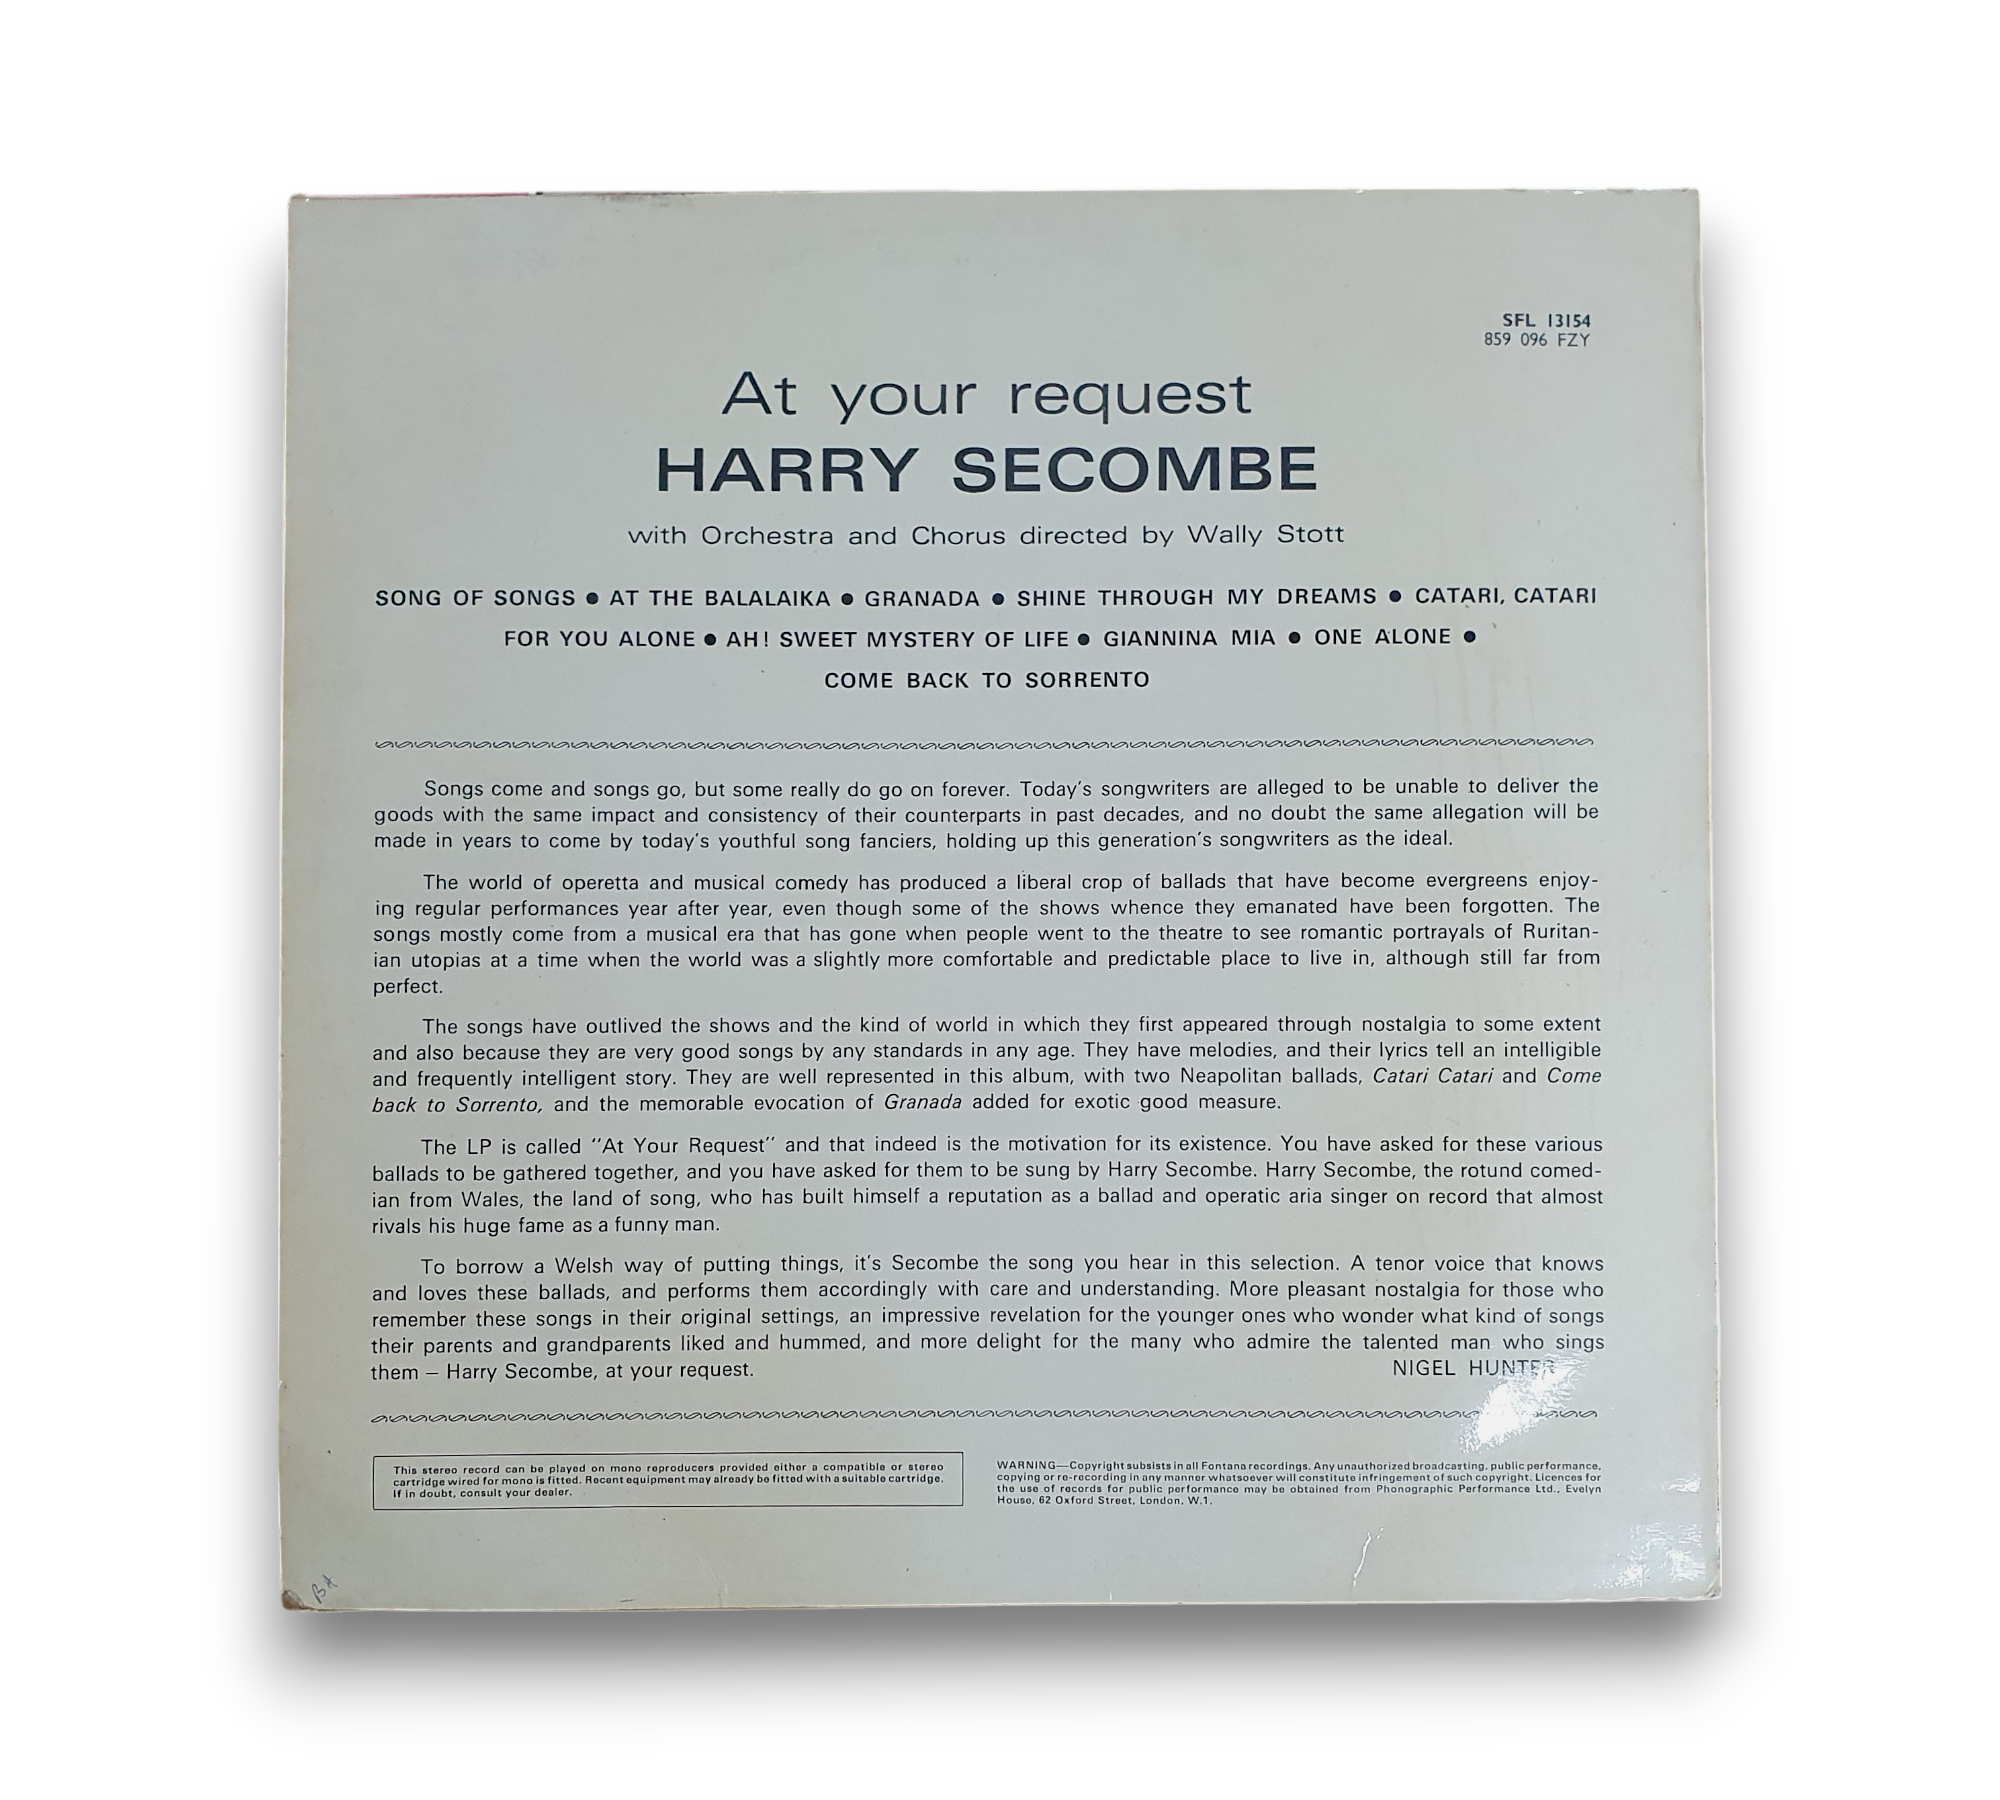 SFL 13154
859 096 FZY
At your request
HARRY SECOMBE
with Orchestra and Chorus directed by Wally Stott
SONG OF SONGS ● AT THE BALALAIKA ● GRANADA ● SHINE THROUGH MY DREAMS ● CATARI, CATARI
FOR YOU ALONE ● AH! SWEET MYSTERY OF LIFE ● GIANNINA MIA ● ONE ALONE ●
COME BACK TO SORRENTO
Songs come and songs go, but some really do go on forever. Today's songwriters are alleged to be unable to deliver the
goods with the same impact and consistency of their counterparts in past decades, and no doubt the same allegation will be
made in years to come by today's youthful song fanciers, holding up this generation's songwriters as the ideal.
The world of operetta and musical comedy has produced a liberal crop of ballads that have become evergreens enjoy-
ing regular performances year after year, even though some of the shows whence they emanated have been forgotten. The
songs mostly come from a musical era that has gone when people went to the theatre to see romantic portrayals of Ruritan-
ian utopias at a time when the world was a slightly more comfortable and predictable place to live in, although still far from
perfect.
The songs have outlived the shows and the kind of world in which they first appeared through nostalgia to some extent
and also because they are very good songs by any standards in any age. They have melodies, and their lyrics tell an intelligible
and frequently intelligent story. They are well represented in this album, with two Neapolitan ballads, Catari Catari and Come
back to Sorrento, and the memorable evocation of Granada added for exotic good measure.
The LP is called "At Your Request" and that indeed is the motivation for its existence. You have asked for these various
ballads to be gathered together, and you have asked for them to be sung by Harry Secombe. Harry Secombe, the rotund comed-
ian from Wales, the land of song, who has built himself a reputation as a ballad and operatic aria singer on record that almost
rivals his huge fame as a funny man.
To borrow a Welsh way of putting things, it's Secombe the song you hear in this selection. A tenor voice that knows
and loves these ballads, and performs them accordingly with care and understanding. More pleasant nostalgia for those who
remember these songs in their original settings, an impressive revelation for the younger ones who wonder what kind of songs
their parents and grandparents liked and hummed, and more delight for the many who admire the talented man who sings
them – Harry Secombe, at your request. NIGEL HUNTER
This stereo record can be played on mono reproducers provided either a compatible or stereo
cartridge wired for mono is fitted. Recent equipment may already be fitted with a suitable cartridge.
If in doubt, consult your dealer.
WARNING—Copyright subsists in all Fontana recordings. Any unauthorized broadcasting, public performance,
copying or re-recording in any manner whatsoever will constitute infringement of such copyright. Licences for
the use of records for public performance may be obtained from Phonographic Performance Ltd., Evelyn
House, 62 Oxford Street, London, W.1.
BA